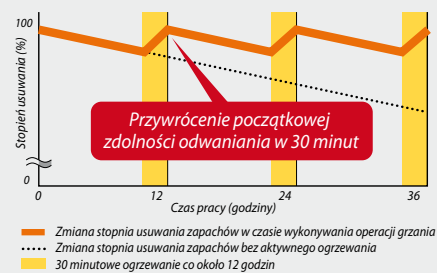 100
Stopień usuwania (%)
0
Przywrócenie początkowej
zdolności odwaniania w 30 minut
0 12 24 36
Czas pracy (godziny)
Zmiana stopnia usuwania zapachów w czasie wykonywania operacji grzania
Zmiana stopnia usuwania zapachów bez aktywnego ogrzewania
30 minutowe ogrzewanie co około 12 godzin